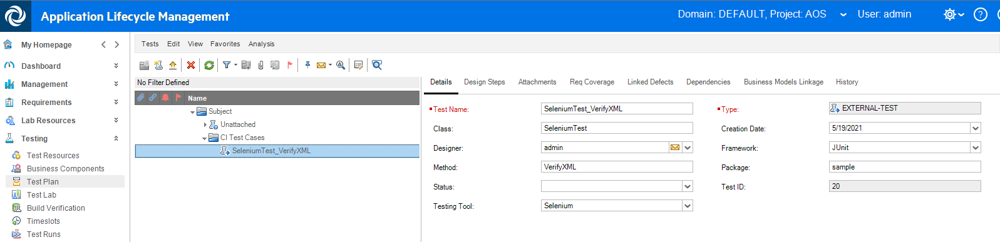 Application Lifecycle Management
Domain: DEFAULT, Project: AOS
User: admin
My Homepage
Dashboard
Management
Requirements
Lab Resources
Testing
Test Resources
Business Components
Test Plan
Test Lab
Build Verification
Timeslots
Test Runs
Tests Edit View Favorites Analysis
No Filter Defined
Name
Subject
Unattached
CI Test Cases
SeleniumTest_VerifyXML
Details Design Steps Attachments Req Coverage Linked Defects Dependencies Business Models Linkage History
Test Name: SeleniumTest_VerifyXML Type: EXTERNAL-TEST
Class: SeleniumTest Creation Date: 5/19/2021
Designer: admin Framework: JUnit
Method: VerifyXML Package: sample
Status: Test ID: 20
Testing Tool: Selenium